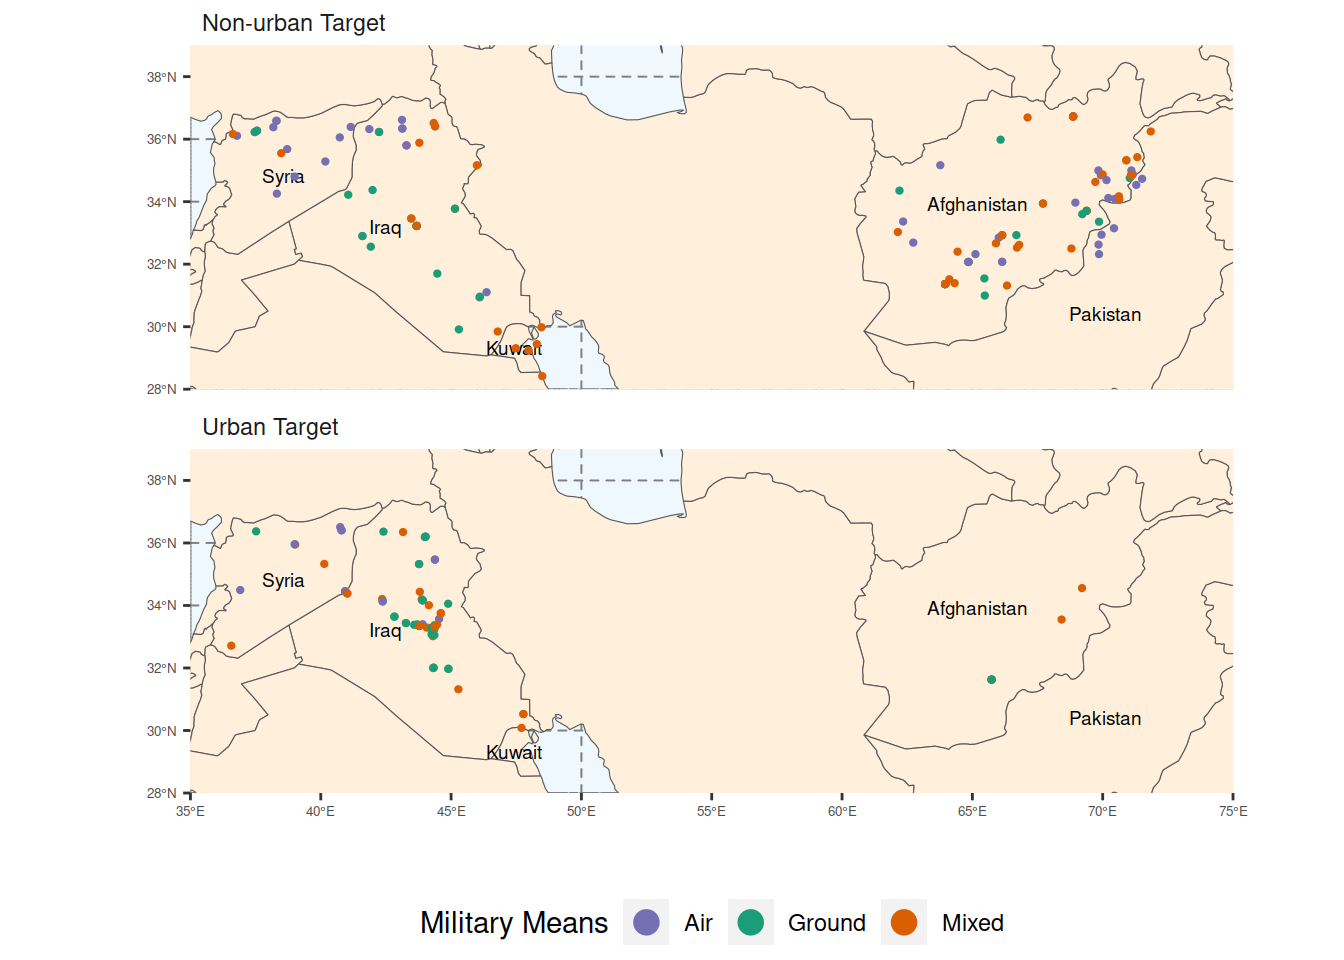 Non-urban Target
38°N
36°N
34°N
32°N
30°N
28°N
Syria
Iraq
Kuwait
Afghanistan
Pakistan
Urban Target
38°N
36°N
34°N
32°N
30°N
28°N
Syria
Iraq
Kuwait
Afghanistan
Pakistan
35°E 40°E 45°E 50°E 55°E 60°E 65°E 70°E 75°E
Military Means Air Ground Mixed